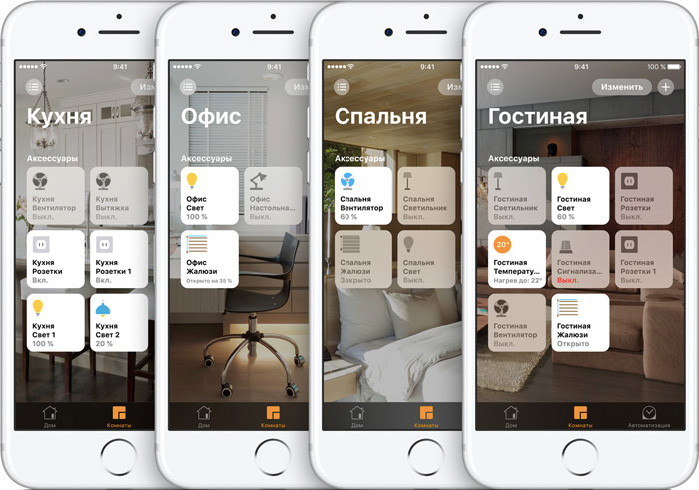 9:41
Изм
Кухня
Аксессуары
Кухня
Вентилятор
Выкл.
Кухня
Вытяжка
Выкл.
Кухня
Розетки
Вкл.
Кухня
Розетки 1
Вкл.
Кухня
Свет 1
100 %
Кухня
Свет 2
20 %
Дом
Комнаты
9:41
Изм
Офис
Аксессуары
Офис
Свет
100 %
Офис
Настольна...
Выкл.
Офис
Жалюзи
Открыто на 35 %
Дом
Комнаты
9:41
Изм
Спальня
Аксессуары
Спальня
Вентилятор
60 %
Спальня
Светильник
Выкл.
Спальня
Жалюзи
Закрыто
Спальня
Свет
Выкл.
Дом
Комнаты
9:41
100 %
Изменить
Гостиная
Аксессуары
Гостиная
Светильник
Выкл.
Гостиная
Свет
60 %
Гостиная
Розетки
Выкл.
20°
Гостиная
Температу...
Нагрев до: 22°
Гостиная
Сигнализа...
Выкл.
Гостиная
Розетки 1
Выкл.
Гостиная
Вентилятор
Выкл.
Гостиная
Жалюзи
Открыто
Дом
Комнаты
Автоматизация